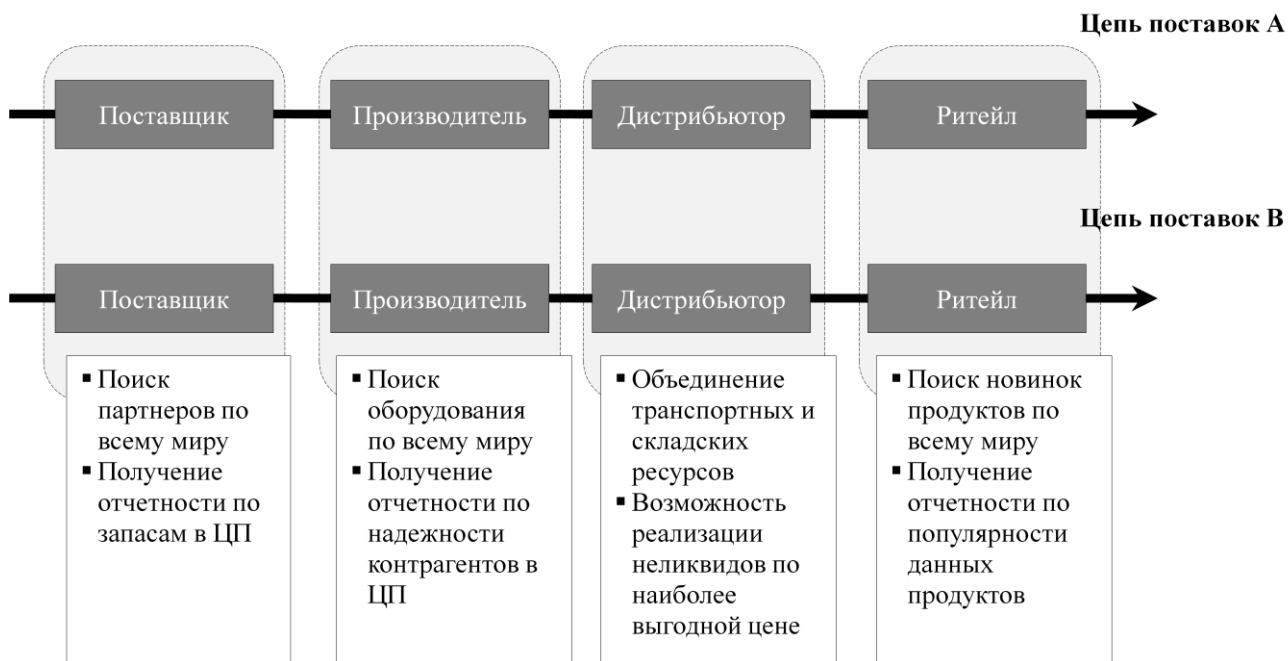 Цепь поставок А
Поставщик
Производитель
Дистрибьютор
Ритейл
Цепь поставок В
Поставщик
Производитель
Дистрибьютор
Ритейл
▪ Поиск
партнеров по
всему миру
▪ Получение
отчетности по
запасам в ЦП
▪ Поиск
оборудования
по всему миру
▪ Получение
отчетности по
надежности
контрагентов в
ЦП
▪ Объединение
транспортных и
складских
ресурсов
▪ Возможность
реализации
неликвидов по
наиболее
выгодной цене
▪ Поиск новинок
продуктов по
всему миру
▪ Получение
отчетности по
популярности
данных
продуктов